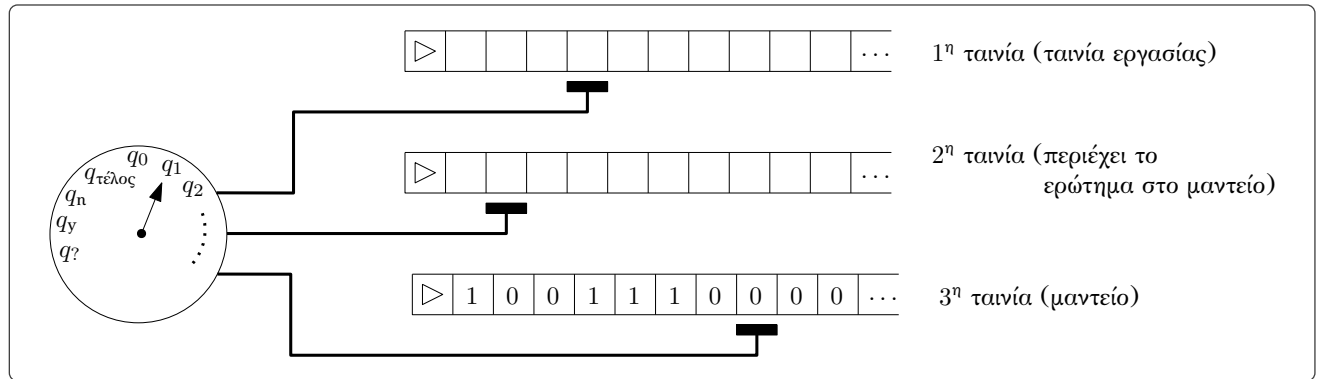 ▷ ... 1η ταινία (ταινία εργασίας)
q0
q1
qτέλος
q2
qn
qy
q?
▷ ... 2η ταινία (περιέχει το
ερώτημα στο μαντείο)
▷ 1 0 0 1 1 1 0 0 0 0 ... 3η ταινία (μαντείο)